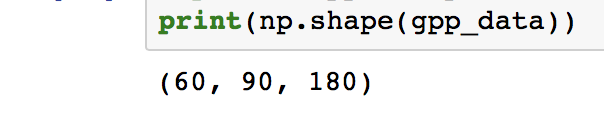 print(np.shape(gpp_data))
(60, 90, 180)